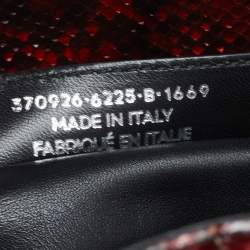 370926-6225-B-1669
MADE IN ITALY
FABRIQUÉ EN ITALIE